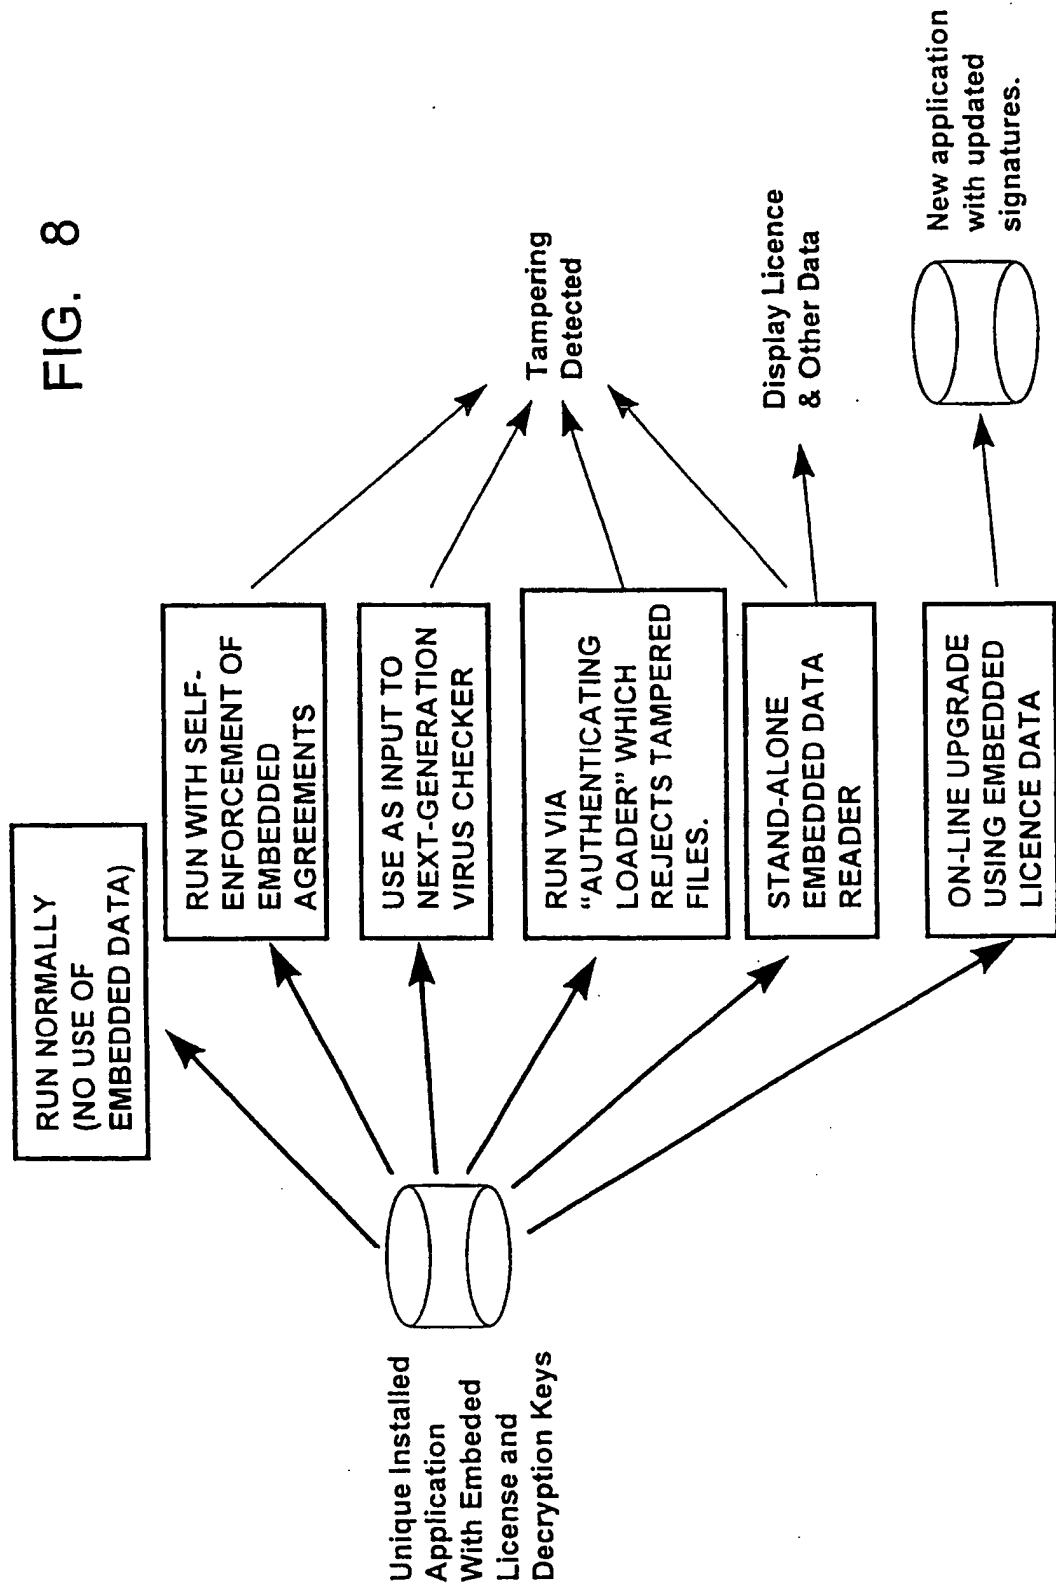 FIG. 8
Unique Installed
Application
With Embeded
License and
Decryption Keys
RUN NORMALLY
(NO USE OF
EMBEDDED DATA)
RUN WITH SELF-
ENFORCEMENT OF
EMBEDDED
AGREEMENTS
USE AS INPUT TO
NEXT-GENERATION
VIRUS CHECKER
RUN VIA
“AUTHENTICATING
LOADER” WHICH
REJECTS TAMPERED
FILES.
STAND-ALONE
EMBEDDED DATA
READER
ON-LINE UPGRADE
USING EMBEDDED
LICENCE DATA
Tampering
Detected
Display Licence
& Other Data
New application
with updated
signatures.